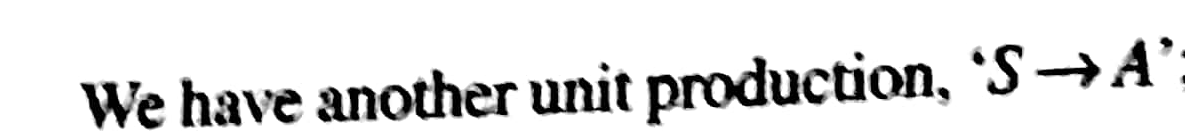 We have another unit production, ‘S → A’;